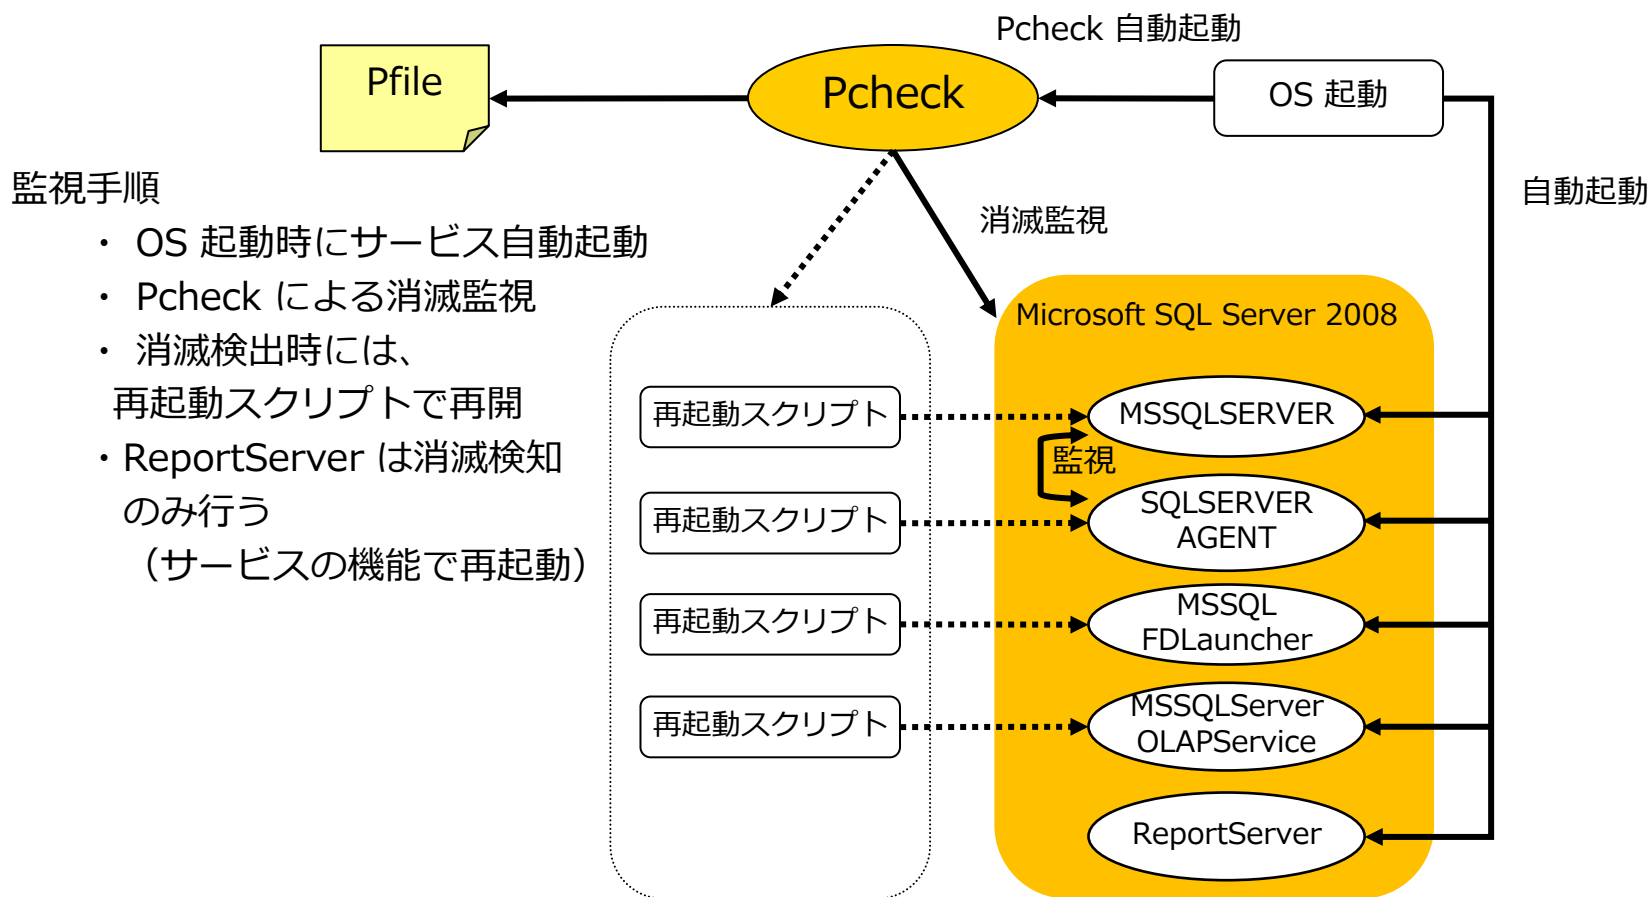 Pcheck 自動起動
Pfile
Pcheck
OS 起動
監視手順
自動起動
消滅監視
・ OS 起動時にサービス自動起動
・ Pcheck による消滅監視
・ 消滅検出時には、
再起動スクリプトで再開
・ReportServer は消滅検知
のみ行う
（サービスの機能で再起動）
Microsoft SQL Server 2008
再起動スクリプト
MSSQLSERVER
監視
再起動スクリプト
SQLSERVER
AGENT
再起動スクリプト
MSSQL
FDLauncher
再起動スクリプト
MSSQLServer
OLAPService
ReportServer